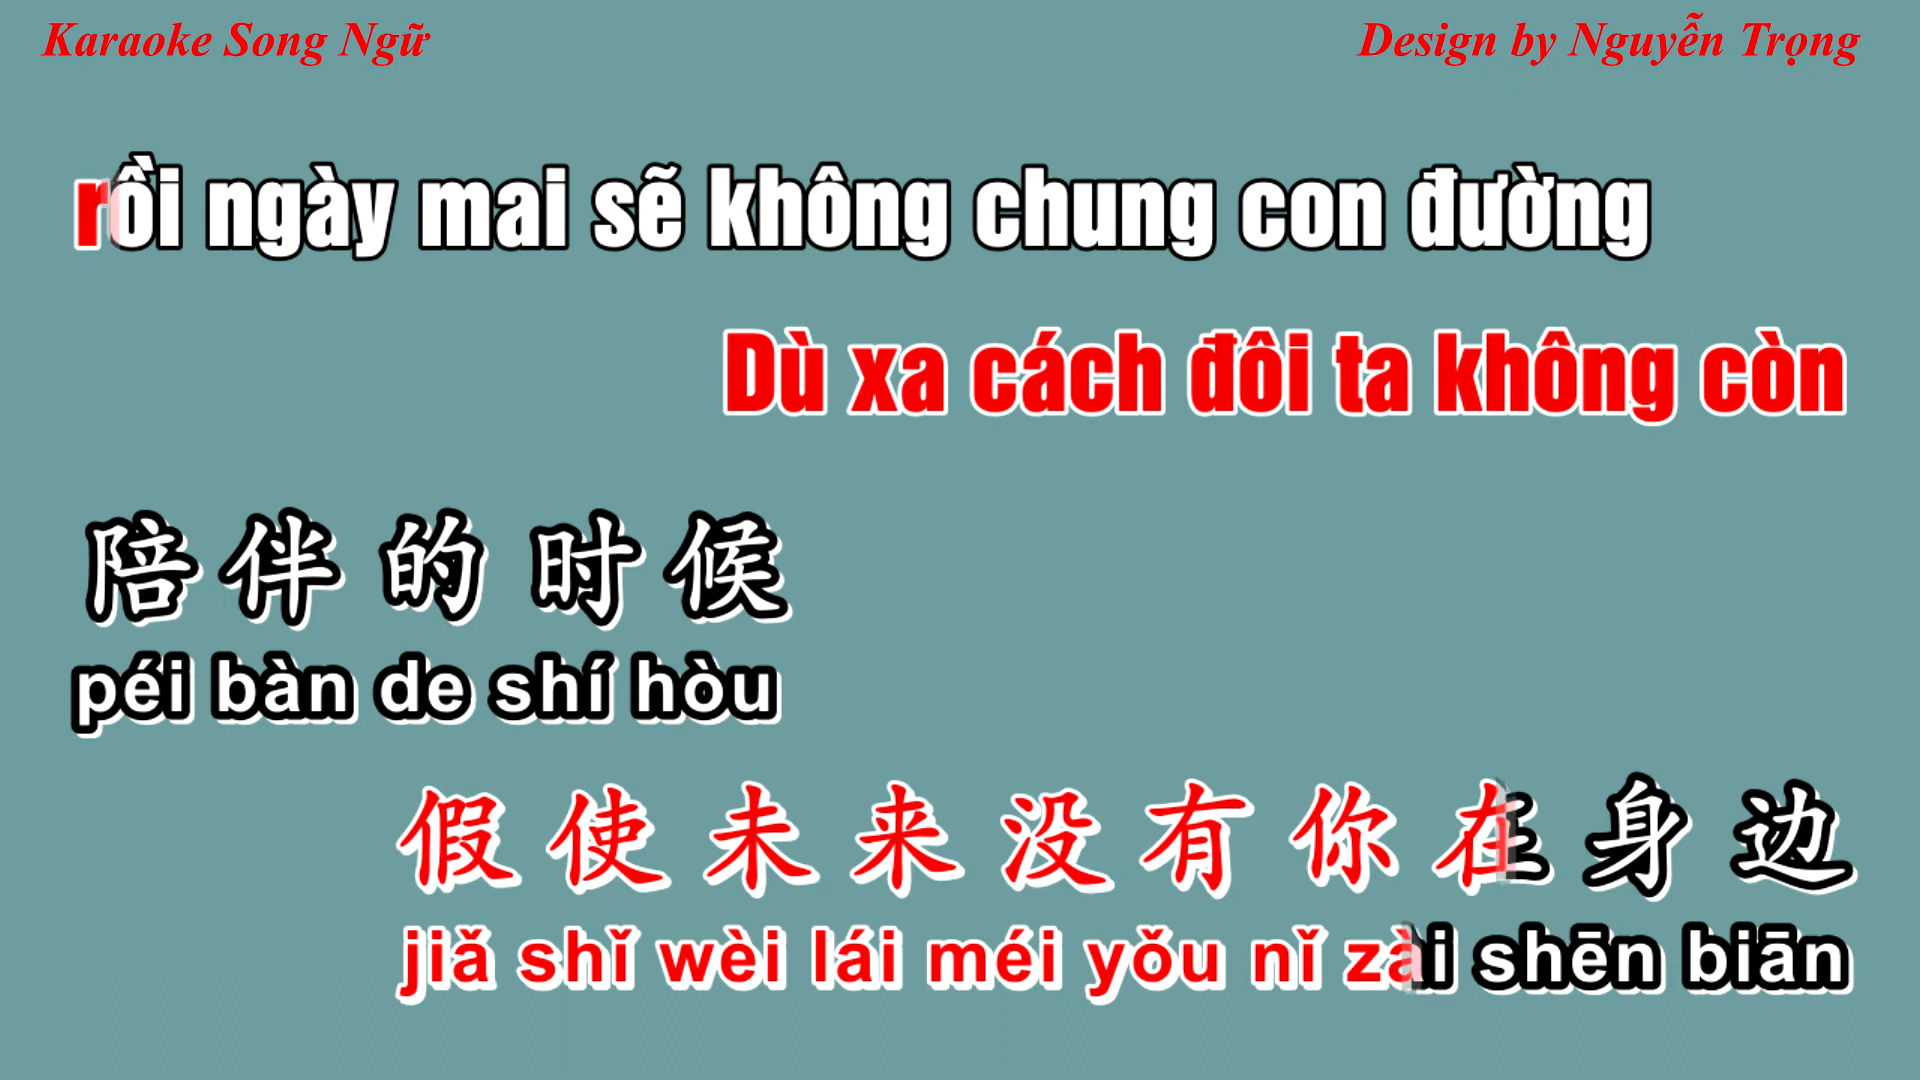 Karaoke Song Ngữ
Design by Nguyễn Trọng
rồi ngày mai sẽ không chung con đường
Dù xa cách đôi ta không còn
陪伴的时候
péi bàn de shí hòu
假使未来没有你在身边
jiǎ shǐ wèi lái méi yǒu nǐ zài shēn biān